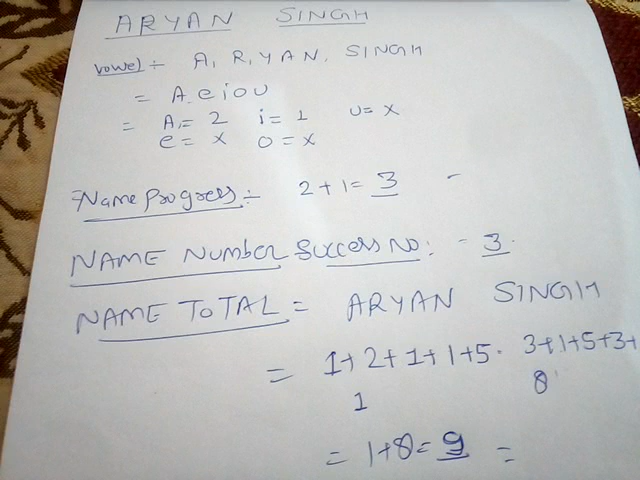 ARYAN SINGH
vowel ÷ A, R, Y A N, SINGH
= A. e i o u
= A = 2 i = 1 u = x
e = x o = x
Name Progress ÷ 2 + 1 = 3
NAME Number Success No: - 3.
NAME ToTAL = ARYAN SINGH
= 1 + 2 + 1 + 1 + 5 . 3 + 1 + 5 + 3 +
1 8
= 1 + 8 = 9 =